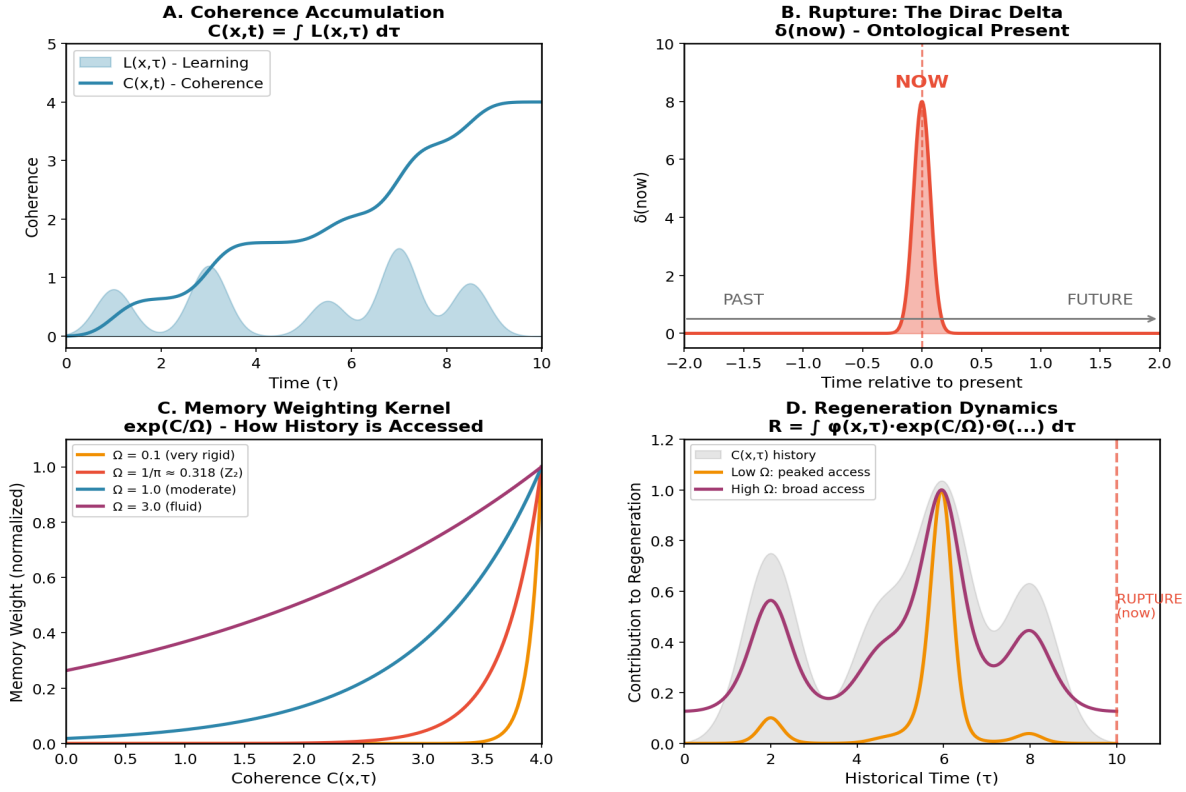 A. Coherence Accumulation
C(x,t) = ∫ L(x,τ) dτ
5
4
3
2
1
0
Coherence
L(x,τ) - Learning
C(x,t) - Coherence
0 2 4 6 8 10
Time (τ)
B. Rupture: The Dirac Delta
δ(now) - Ontological Present
10
8
6
4
2
0
δ(now)
NOW
PAST
FUTURE
−2.0 −1.5 −1.0 −0.5 0.0 0.5 1.0 1.5 2.0
Time relative to present
C. Memory Weighting Kernel
exp(C/Ω) - How History is Accessed
1.0
0.8
0.6
0.4
0.2
0.0
Memory Weight (normalized)
Ω = 0.1 (very rigid)
Ω = 1/π ≈ 0.318 (Z₂)
Ω = 1.0 (moderate)
Ω = 3.0 (fluid)
0.0 0.5 1.0 1.5 2.0 2.5 3.0 3.5 4.0
Coherence C(x,τ)
D. Regeneration Dynamics
R = ∫ φ(x,τ)·exp(C/Ω)·Θ(...) dτ
1.2
1.0
0.8
0.6
0.4
0.2
0.0
Contribution to Regeneration
C(x,τ) history
Low Ω: peaked access
High Ω: broad access
RUPTURE
(now)
0 2 4 6 8 10
Historical Time (τ)